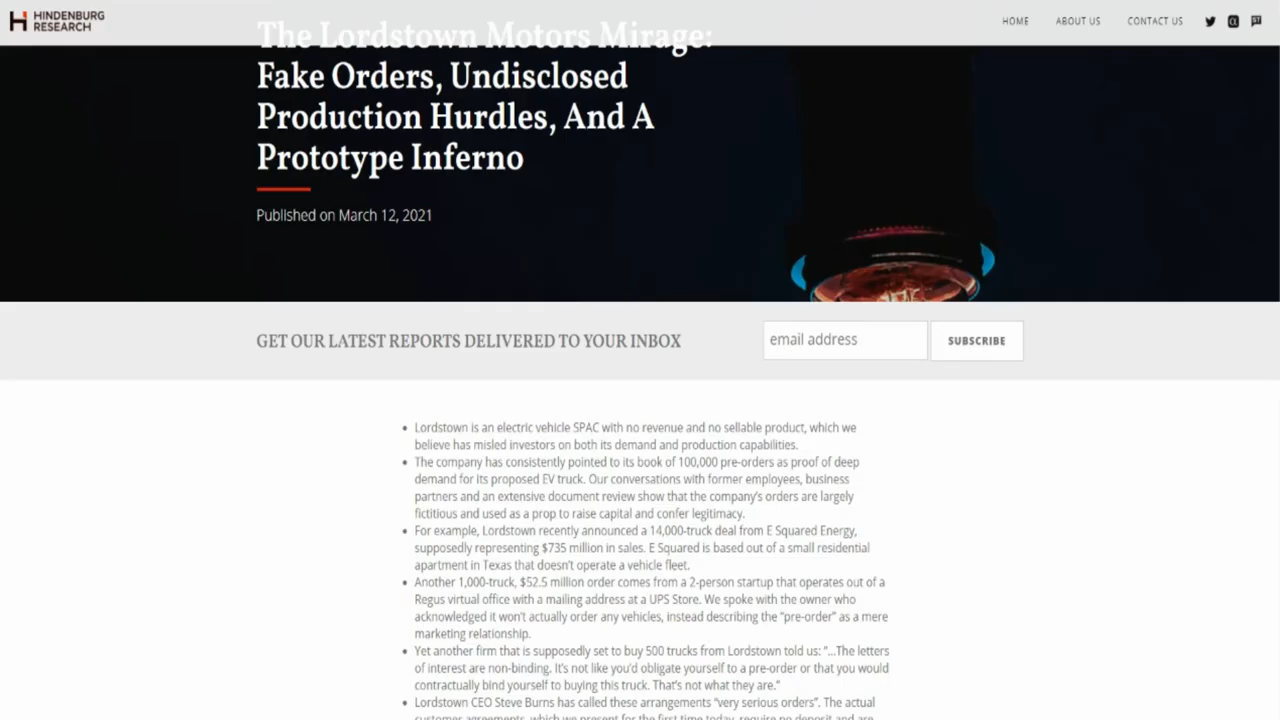 HINDENBURG
RESEARCH
HOME
ABOUT US
CONTACT US
The Lordstown Motors Mirage:
Fake Orders, Undisclosed
Production Hurdles, And A
Prototype Inferno
Published on March 12, 2021
GET OUR LATEST REPORTS DELIVERED TO YOUR INBOX
email address
SUBSCRIBE
• Lordstown is an electric vehicle SPAC with no revenue and no sellable product, which we
believe has misled investors on both its demand and production capabilities.
• The company has consistently pointed to its book of 100,000 pre-orders as proof of deep
demand for its proposed EV truck. Our conversations with former employees, business
partners and an extensive document review show that the company’s orders are largely
fictitious and used as a prop to raise capital and confer legitimacy.
• For example, Lordstown recently announced a 14,000-truck deal from E Squared Energy,
supposedly representing $735 million in sales. E Squared is based out of a small residential
apartment in Texas that doesn’t operate a vehicle fleet.
• Another 1,000-truck, $52.5 million order comes from a 2-person startup that operates out of a
Regus virtual office with a mailing address at a UPS Store. We spoke with the owner who
acknowledged it won’t actually order any vehicles, instead describing the “pre-order” as a mere
marketing relationship.
• Yet another firm that is supposedly set to buy 500 trucks from Lordstown told us: “…The letters
of interest are non-binding. It’s not like you’d obligate yourself to a pre-order or that you would
contractually bind yourself to buying this truck. That’s not what they are.”
• Lordstown CEO Steve Burns has called these arrangements “very serious orders”. The actual
customer agreements, which we present for the first time today, require no deposit and are